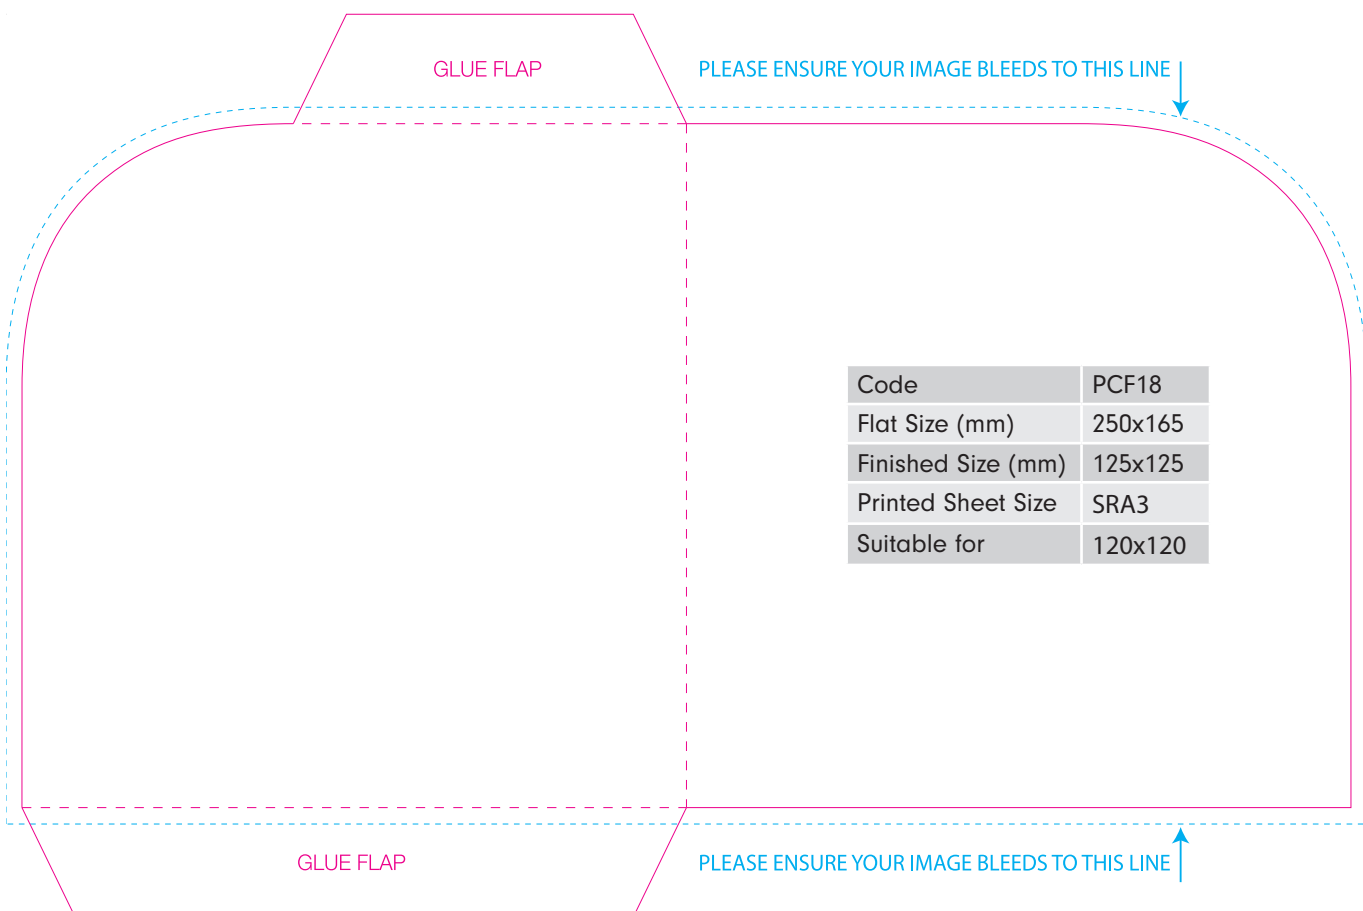 GLUE FLAP
PLEASE ENSURE YOUR IMAGE BLEEDS TO THIS LINE
Code PCF18
Flat Size (mm) 250x165
Finished Size (mm) 125x125
Printed Sheet Size SRA3
Suitable for 120x120
GLUE FLAP
PLEASE ENSURE YOUR IMAGE BLEEDS TO THIS LINE